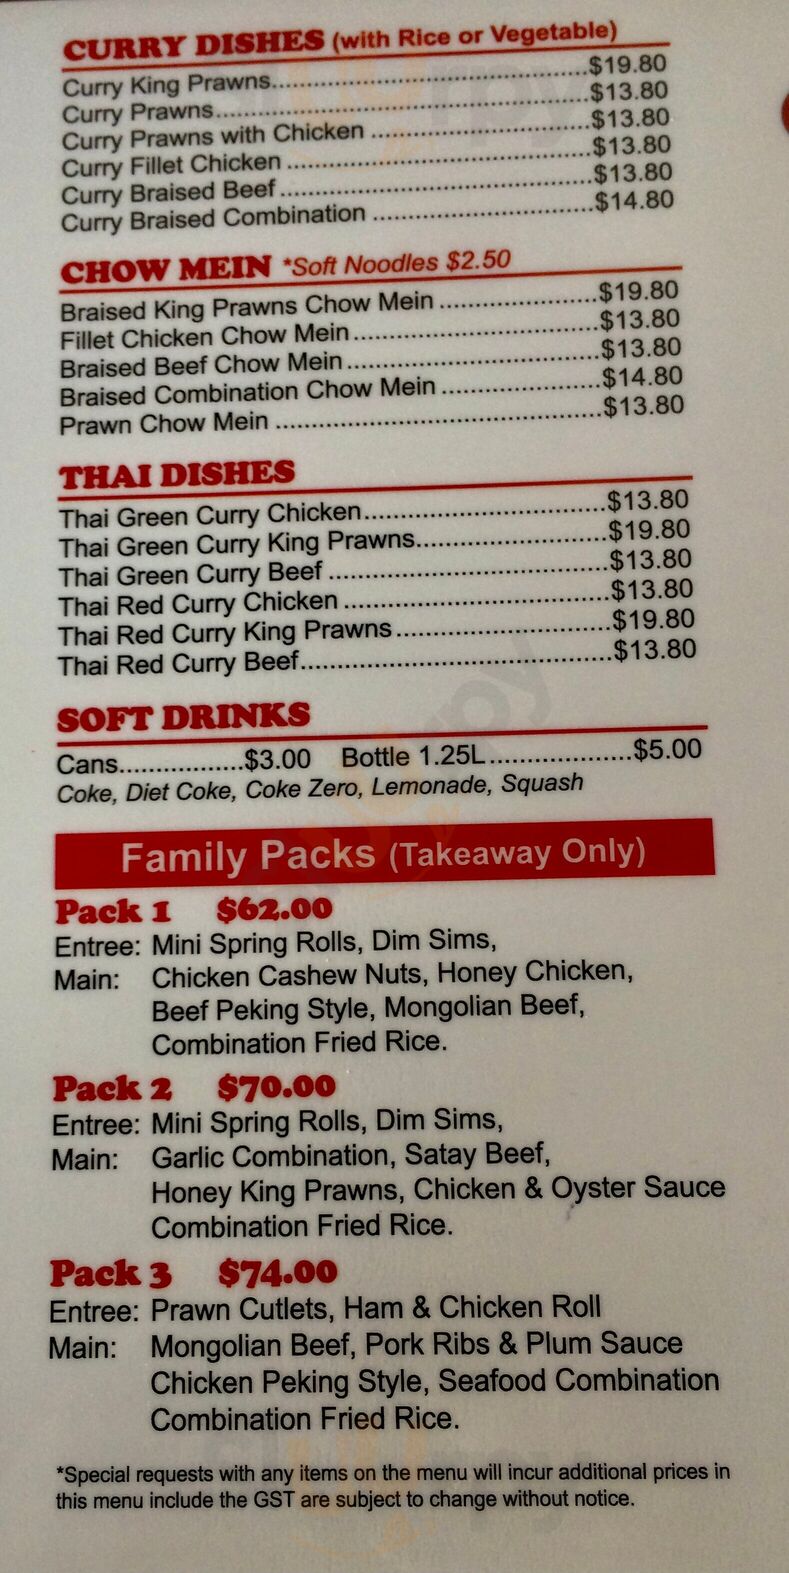 CURRY DISHES (with Rice or Vegetable)
Curry King Prawns..............................................$19.80
Curry Prawns......................................................$13.80
Curry Prawns with Chicken ...............................$13.80
Curry Fillet Chicken ...........................................$13.80
Curry Braised Beef ............................................$13.80
Curry Braised Combination ...............................$14.80
CHOW MEIN *Soft Noodles $2.50
Braised King Prawns Chow Mein ......................$19.80
Fillet Chicken Chow Mein ..................................$13.80
Braised Beef Chow Mein ...................................$13.80
Braised Combination Chow Mein ......................$14.80
Prawn Chow Mein .............................................$13.80
THAI DISHES
Thai Green Curry Chicken..................................$13.80
Thai Green Curry King Prawns...........................$19.80
Thai Green Curry Beef .......................................$13.80
Thai Red Curry Chicken .....................................$13.80
Thai Red Curry King Prawns ..............................$19.80
Thai Red Curry Beef...........................................$13.80
SOFT DRINKS
Cans.................$3.00 Bottle 1.25L....................$5.00
Coke, Diet Coke, Coke Zero, Lemonade, Squash
Family Packs (Takeaway Only)
Pack 1 $62.00
Entree: Mini Spring Rolls, Dim Sims,
Main: Chicken Cashew Nuts, Honey Chicken,
Beef Peking Style, Mongolian Beef,
Combination Fried Rice.
Pack 2 $70.00
Entree: Mini Spring Rolls, Dim Sims,
Main: Garlic Combination, Satay Beef,
Honey King Prawns, Chicken & Oyster Sauce
Combination Fried Rice.
Pack 3 $74.00
Entree: Prawn Cutlets, Ham & Chicken Roll
Main: Mongolian Beef, Pork Ribs & Plum Sauce
Chicken Peking Style, Seafood Combination
Combination Fried Rice.
*Special requests with any items on the menu will incur additional prices in
this menu include the GST are subject to change without notice.